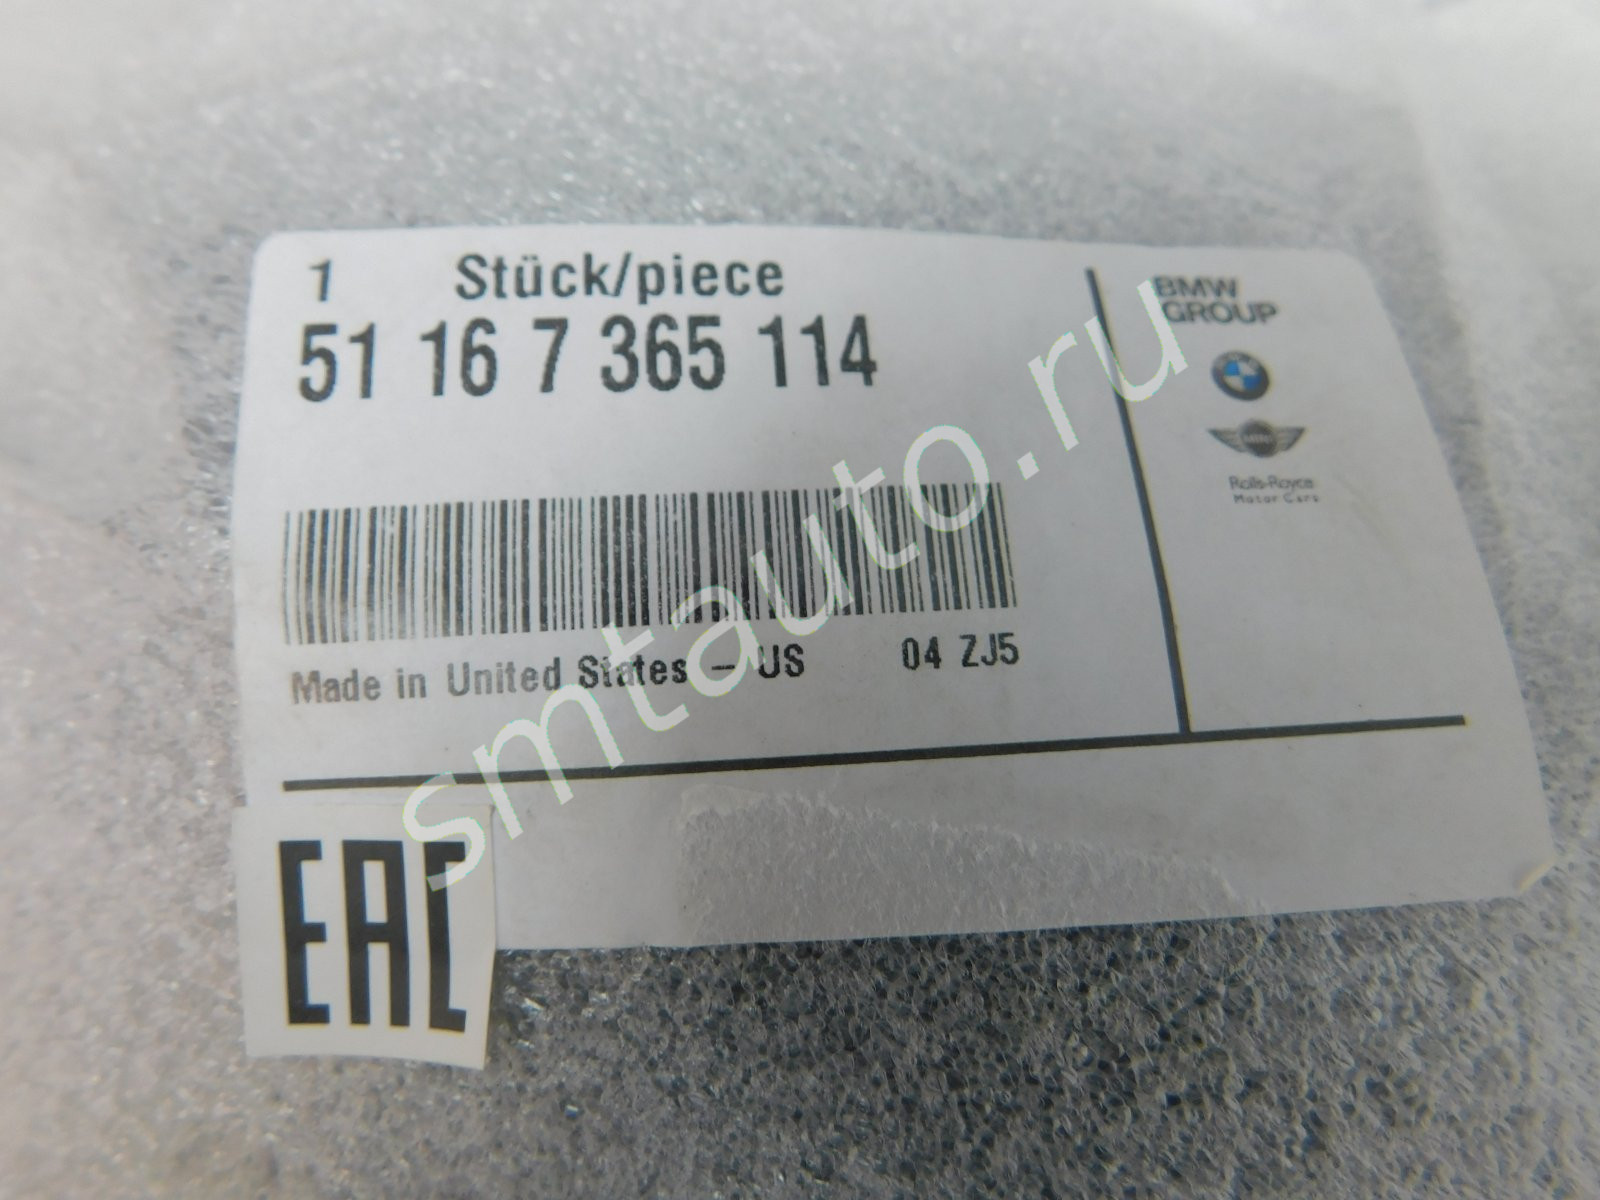 1 Stück/piece
51 16 7 365 114
Made in United States - US 04 ZJ5
BMW
GROUP
MINI
Rolls-Royce
Motor Cars
EAC
smtauto.ru